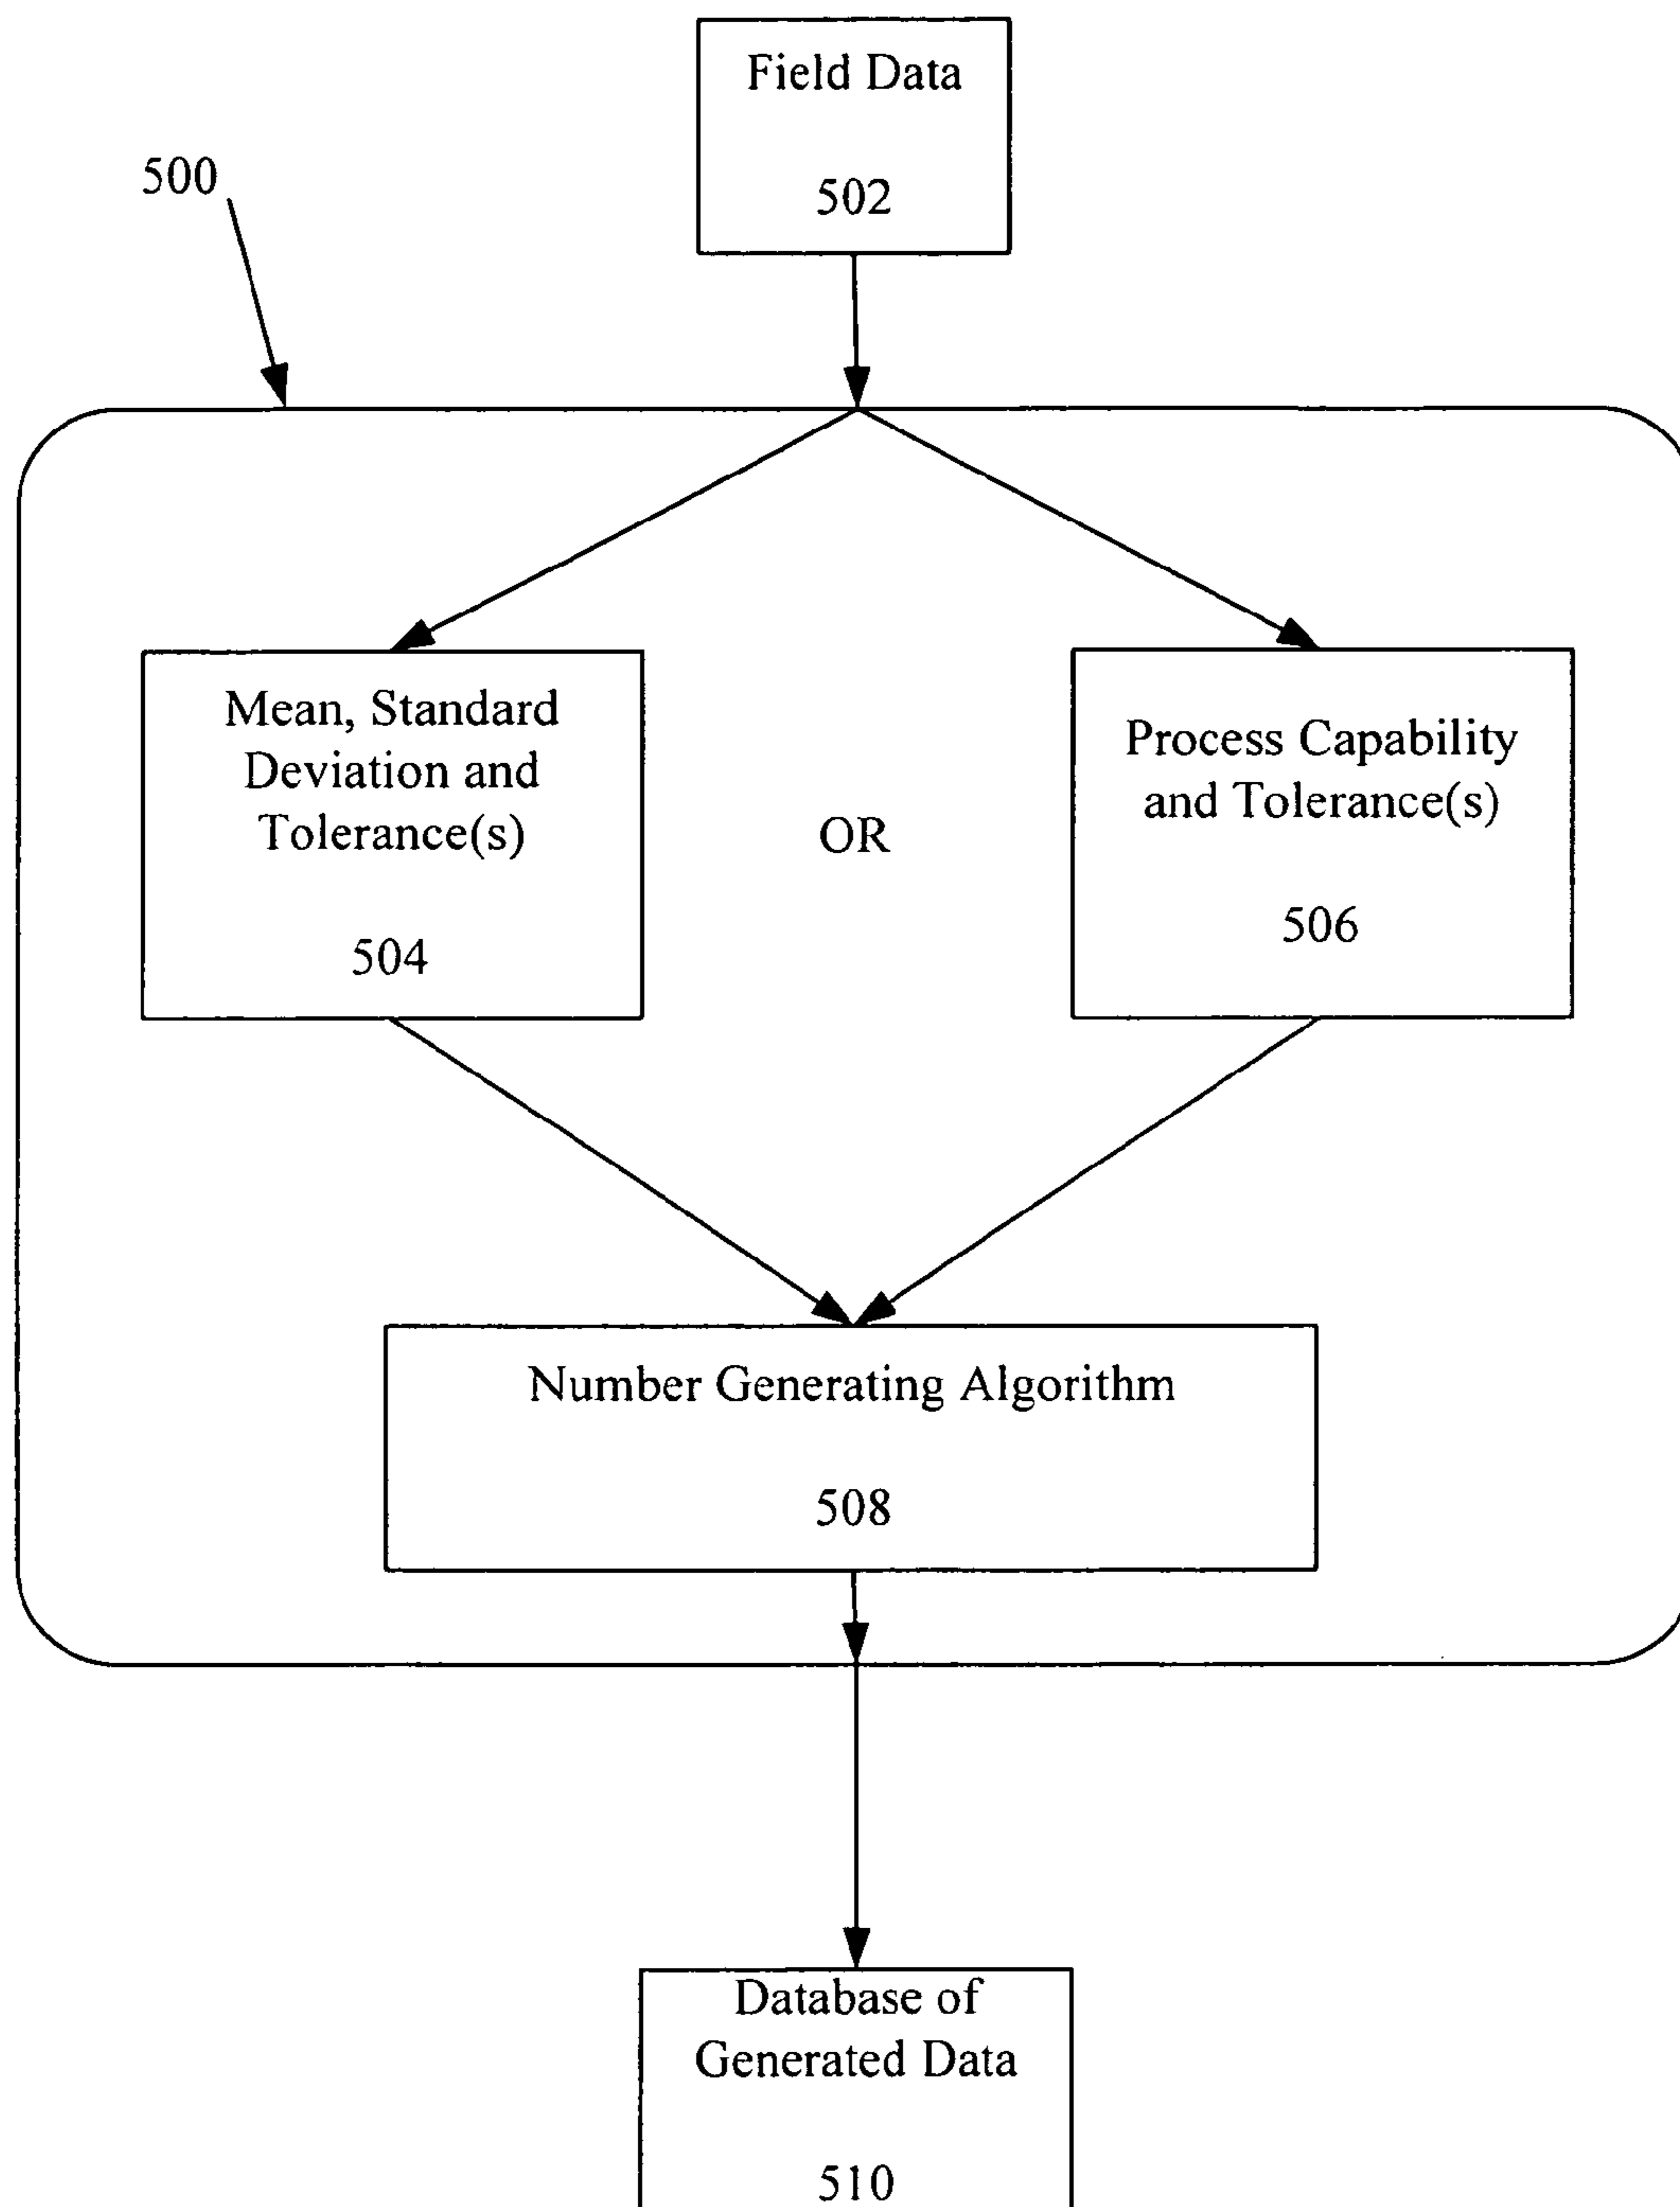 Field Data
502
500
Mean, Standard
Deviation and
Tolerance(s)
504
OR
Process Capability
and Tolerance(s)
506
Number Generating Algorithm
508
Database of
Generated Data
510